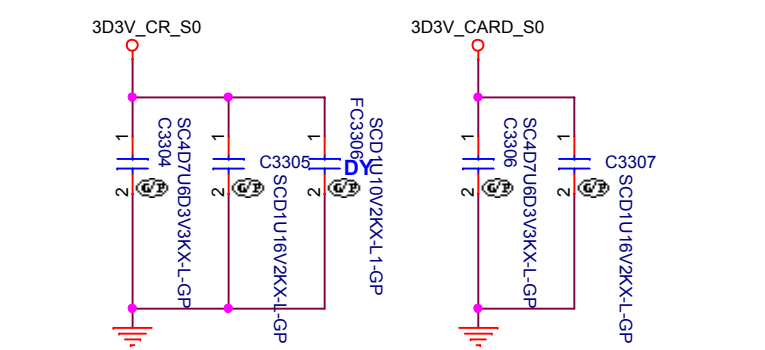 3D3V_CR_S0
3D3V_CARD_S0
1
2
C3304
SC4D7U6D3V3KX-L-GP
G/P
1
2
C3305
SCD1U16V2KX-L-GP
G/P
1
2
FC3306
SCD1U10V2KX-L1-GP
DY
G/P
1
2
C3306
SC4D7U6D3V3KX-L-GP
G/P
1
2
C3307
SCD1U16V2KX-L-GP
G/P